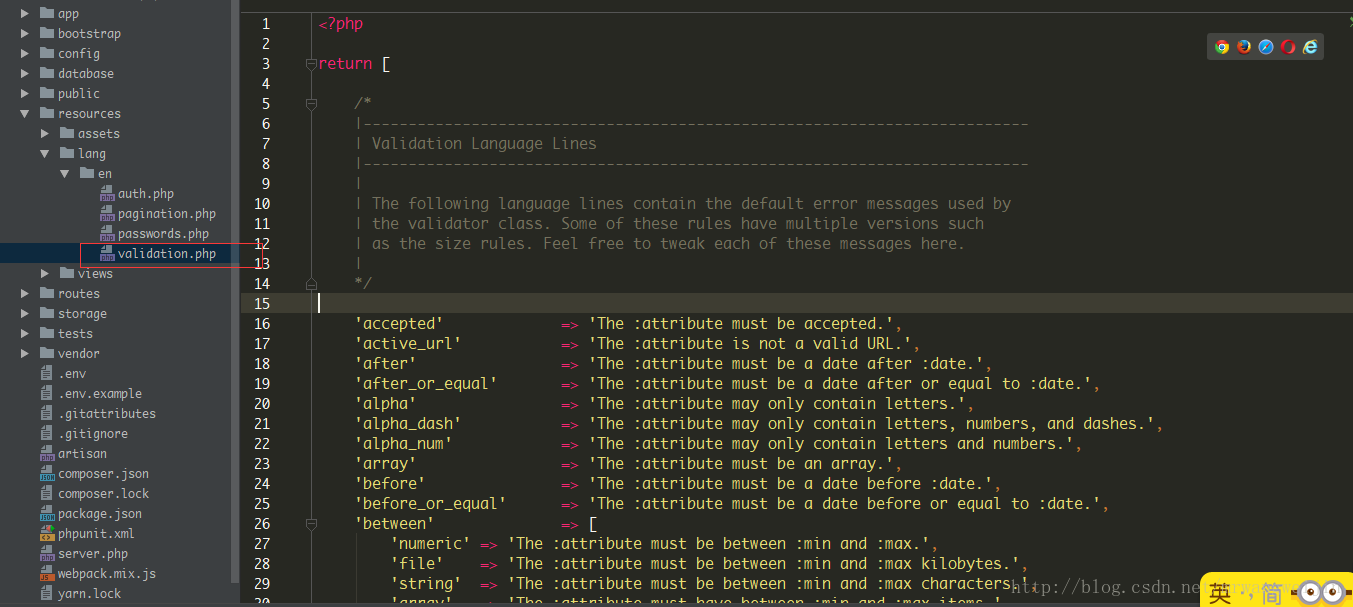 app
bootstrap
config
database
public
resources
assets
lang
en
auth.php
pagination.php
passwords.php
validation.php
views
routes
storage
tests
vendor
.env
.env.example
.gitattributes
.gitignore
artisan
composer.json
composer.lock
package.json
phpunit.xml
server.php
webpack.mix.js
yarn.lock
1 <?php
2
3 return [
4
5 /*
6 |--------------------------------------------------------------------------
7 | Validation Language Lines
8 |--------------------------------------------------------------------------
9 |
10 | The following language lines contain the default error messages used by
11 | the validator class. Some of these rules have multiple versions such
12 | as the size rules. Feel free to tweak each of these messages here.
13 |
14 */
15
16 'accepted' => 'The :attribute must be accepted.',
17 'active_url' => 'The :attribute is not a valid URL.',
18 'after' => 'The :attribute must be a date after :date.',
19 'after_or_equal' => 'The :attribute must be a date after or equal to :date.',
20 'alpha' => 'The :attribute may only contain letters.',
21 'alpha_dash' => 'The :attribute may only contain letters, numbers, and dashes.',
22 'alpha_num' => 'The :attribute may only contain letters and numbers.',
23 'array' => 'The :attribute must be an array.',
24 'before' => 'The :attribute must be a date before :date.',
25 'before_or_equal' => 'The :attribute must be a date before or equal to :date.',
26 'between' => [
27 'numeric' => 'The :attribute must be between :min and :max.',
28 'file' => 'The :attribute must be between :min and :max kilobytes.',
29 'string' => 'The :attribute must be between :min and :max characters.',
30 'array' => 'The :attribute must have between :min and :max items.',
http://blog.csdn.net
英 , 简